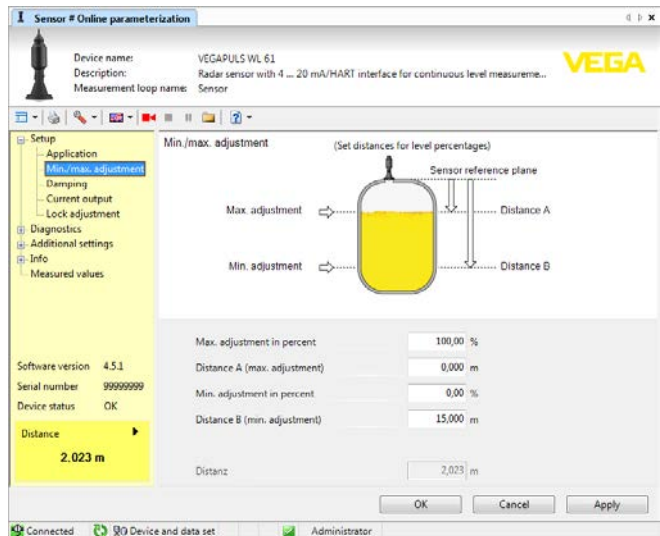 Sensor # Online parameterization
Device name: VEGAPULS WL 61
Description: Radar sensor with 4 ... 20 mA/HART interface for continuous level measureme...
Measurement loop name: Sensor
VEGA
Setup
Application
Min./max. adjustment
Damping
Current output
Lock adjustment
Diagnostics
Additional settings
Info
Measured values
Software version 4.5.1
Serial number 99999999
Device status OK
Distance
2.023 m
Min./max. adjustment
(Set distances for level percentages)
Sensor reference plane
Max. adjustment
Distance A
Min. adjustment
Distance B
Max. adjustment in percent 100,00 %
Distance A (max. adjustment) 0,000 m
Min. adjustment in percent 0,00 %
Distance B (min. adjustment) 15,000 m
Distanz 2,023 m
OK Cancel Apply
Connected Device and data set Administrator